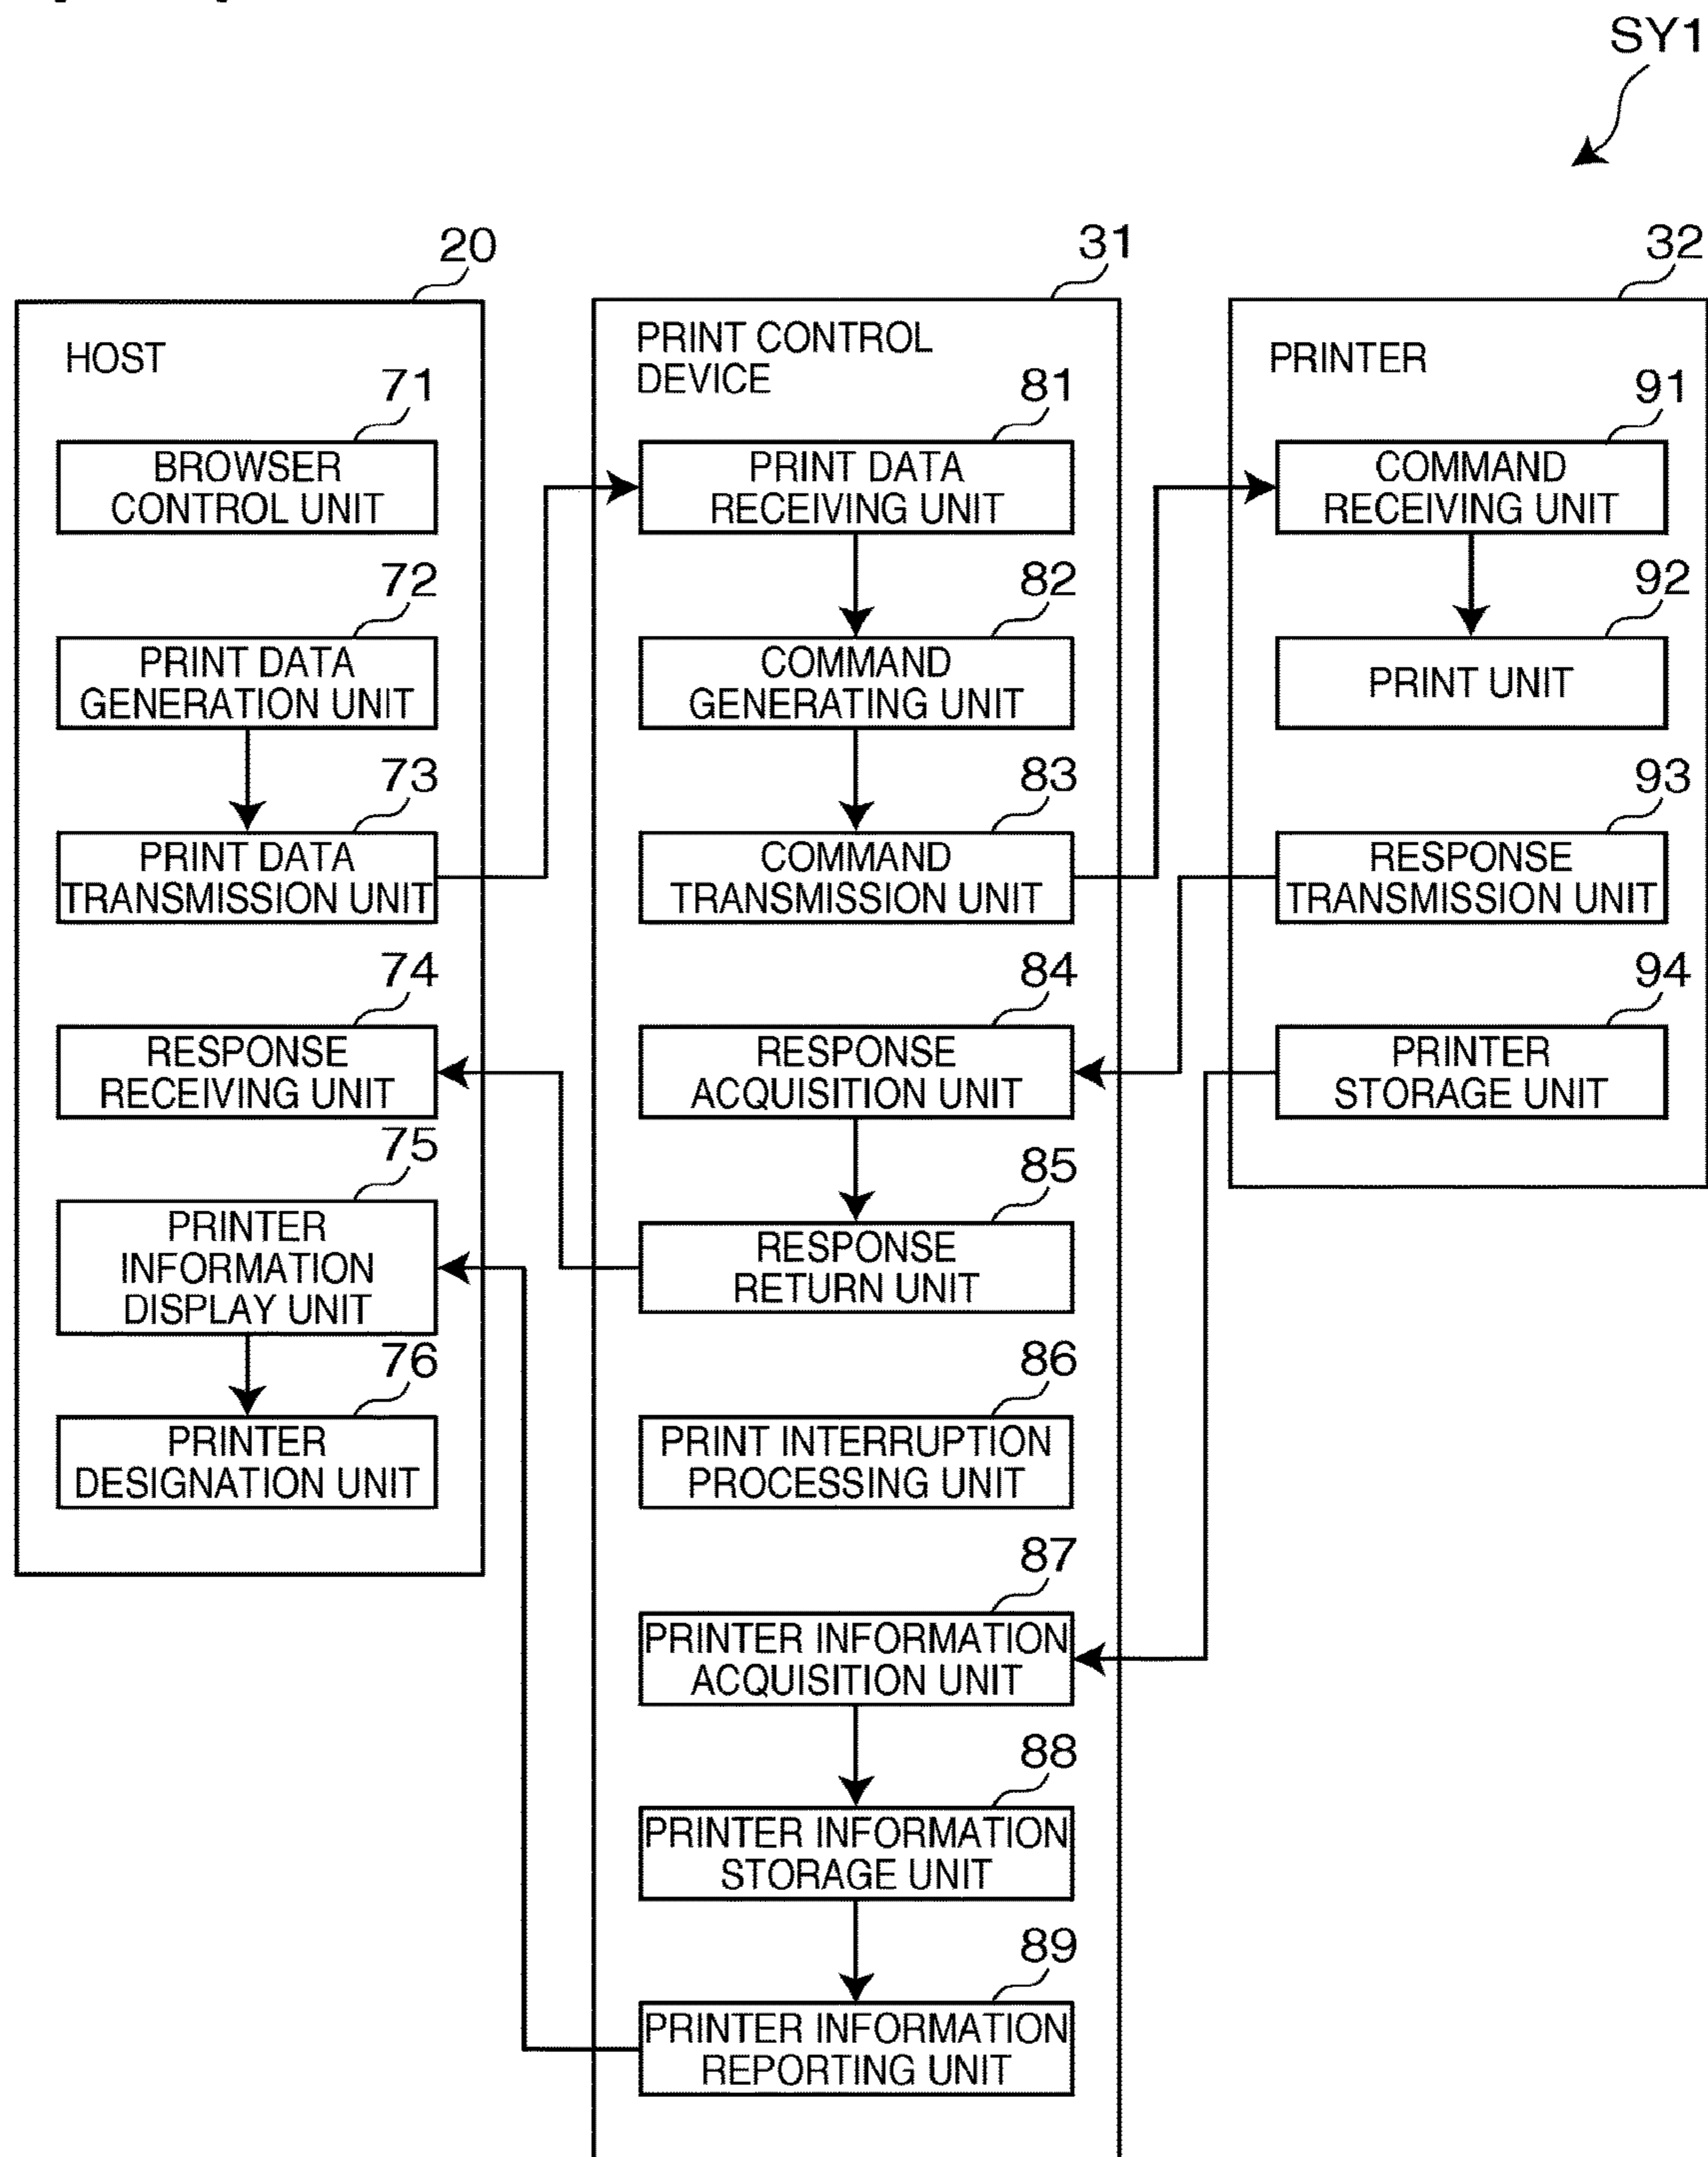 SY1
20
HOST
71
BROWSER
CONTROL UNIT
72
PRINT DATA
GENERATION UNIT
73
PRINT DATA
TRANSMISSION UNIT
74
RESPONSE
RECEIVING UNIT
75
PRINTER
INFORMATION
DISPLAY UNIT
76
PRINTER
DESIGNATION UNIT
31
PRINT CONTROL
DEVICE
81
PRINT DATA
RECEIVING UNIT
82
COMMAND
GENERATING UNIT
83
COMMAND
TRANSMISSION UNIT
84
RESPONSE
ACQUISITION UNIT
85
RESPONSE
RETURN UNIT
86
PRINT INTERRUPTION
PROCESSING UNIT
87
PRINTER INFORMATION
ACQUISITION UNIT
88
PRINTER INFORMATION
STORAGE UNIT
89
PRINTER INFORMATION
REPORTING UNIT
32
PRINTER
91
COMMAND
RECEIVING UNIT
92
PRINT UNIT
93
RESPONSE
TRANSMISSION UNIT
94
PRINTER
STORAGE UNIT